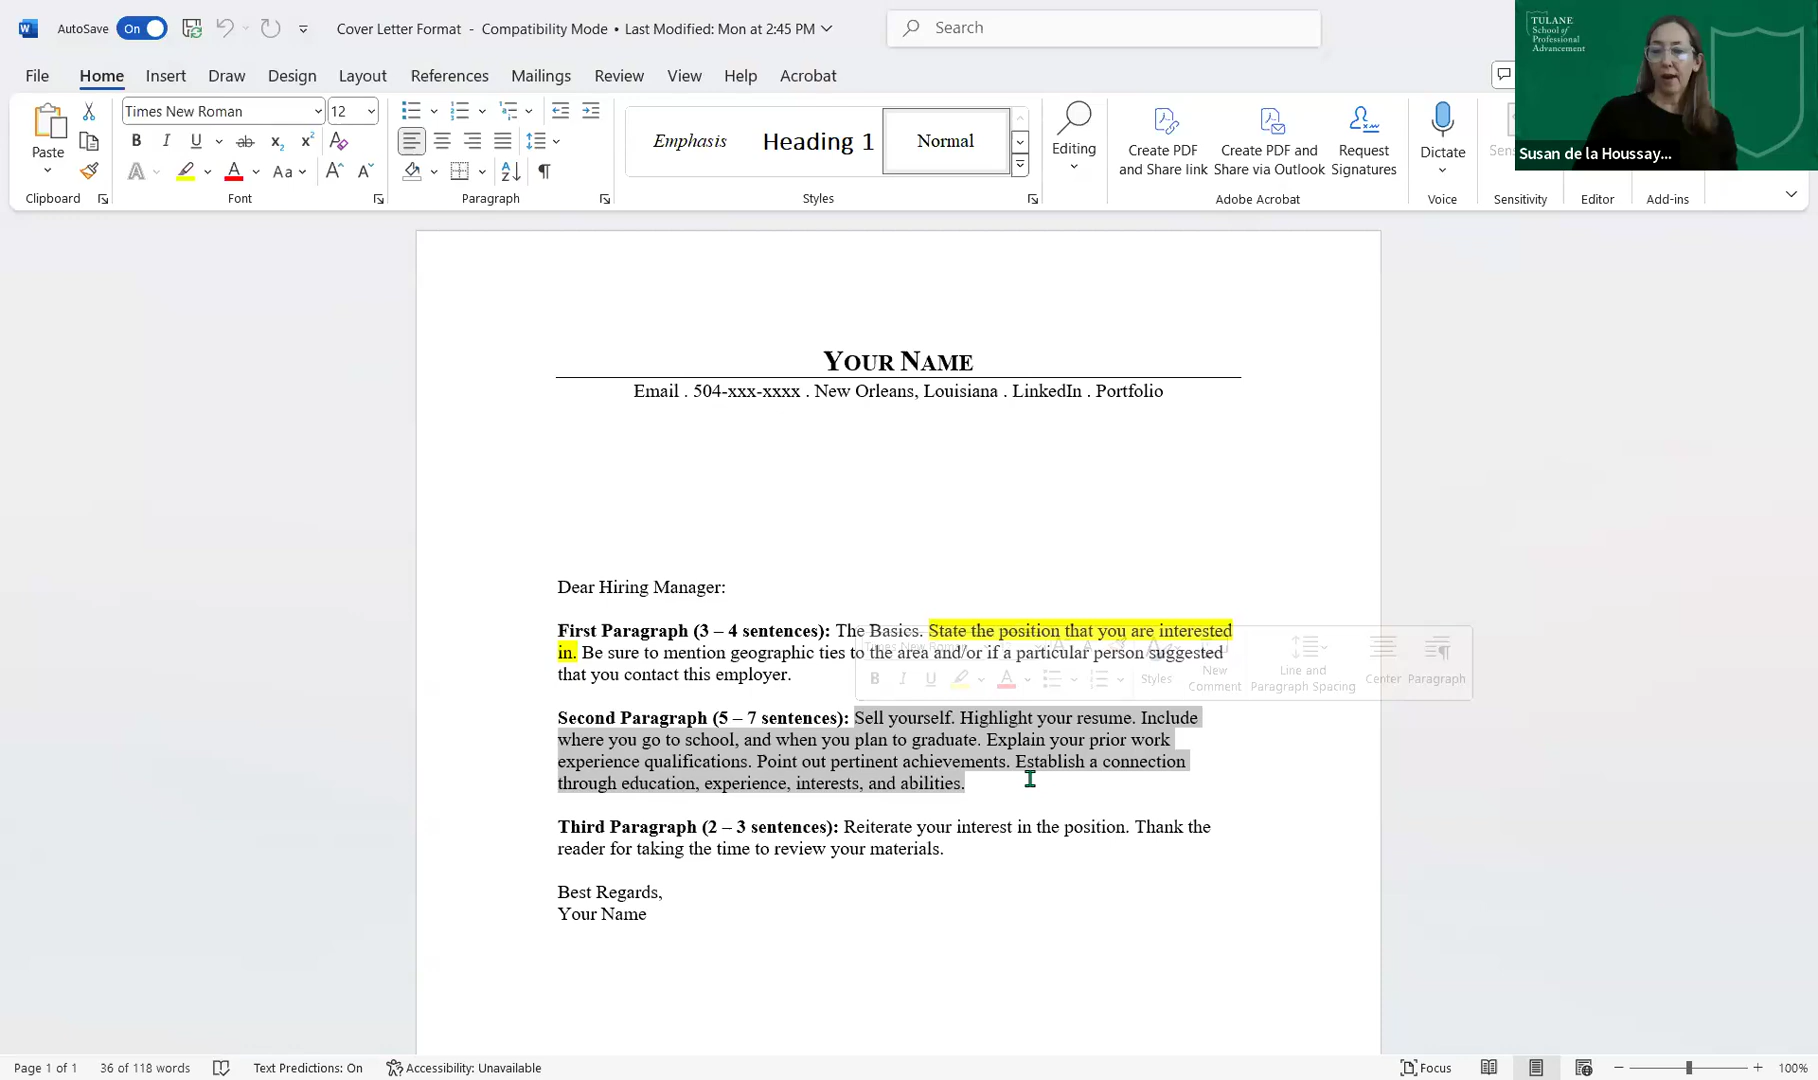 AutoSave On Cover Letter Format - Compatibility Mode • Last Modified: Mon at 2:45 PM Search
TULANE
School of
Professional
Advancement
Susan de la Houssay...
File Home Insert Draw Design Layout References Mailings Review View Help Acrobat
Paste
Times New Roman 12
Emphasis Heading 1 Normal
Editing
Create PDF
and Share link
Create PDF and
Share via Outlook
Request
Signatures
Dictate
Clipboard Font Paragraph Styles Adobe Acrobat Voice Sensitivity Editor Add-ins
YOUR NAME
Email . 504-xxx-xxxx . New Orleans, Louisiana . LinkedIn . Portfolio
Dear Hiring Manager:
First Paragraph (3 – 4 sentences): The Basics. State the position that you are interested
in. Be sure to mention geographic ties to the area and/or if a particular person suggested
that you contact this employer.
Times New Roman
Styles
New
Comment
Line and
Paragraph Spacing
Center
Paragraph
Second Paragraph (5 – 7 sentences): Sell yourself. Highlight your resume. Include
where you go to school, and when you plan to graduate. Explain your prior work
experience qualifications. Point out pertinent achievements. Establish a connection
through education, experience, interests, and abilities.
Third Paragraph (2 – 3 sentences): Reiterate your interest in the position. Thank the
reader for taking the time to review your materials.
Best Regards,
Your Name
Page 1 of 1 36 of 118 words Text Predictions: On Accessibility: Unavailable Focus 100%